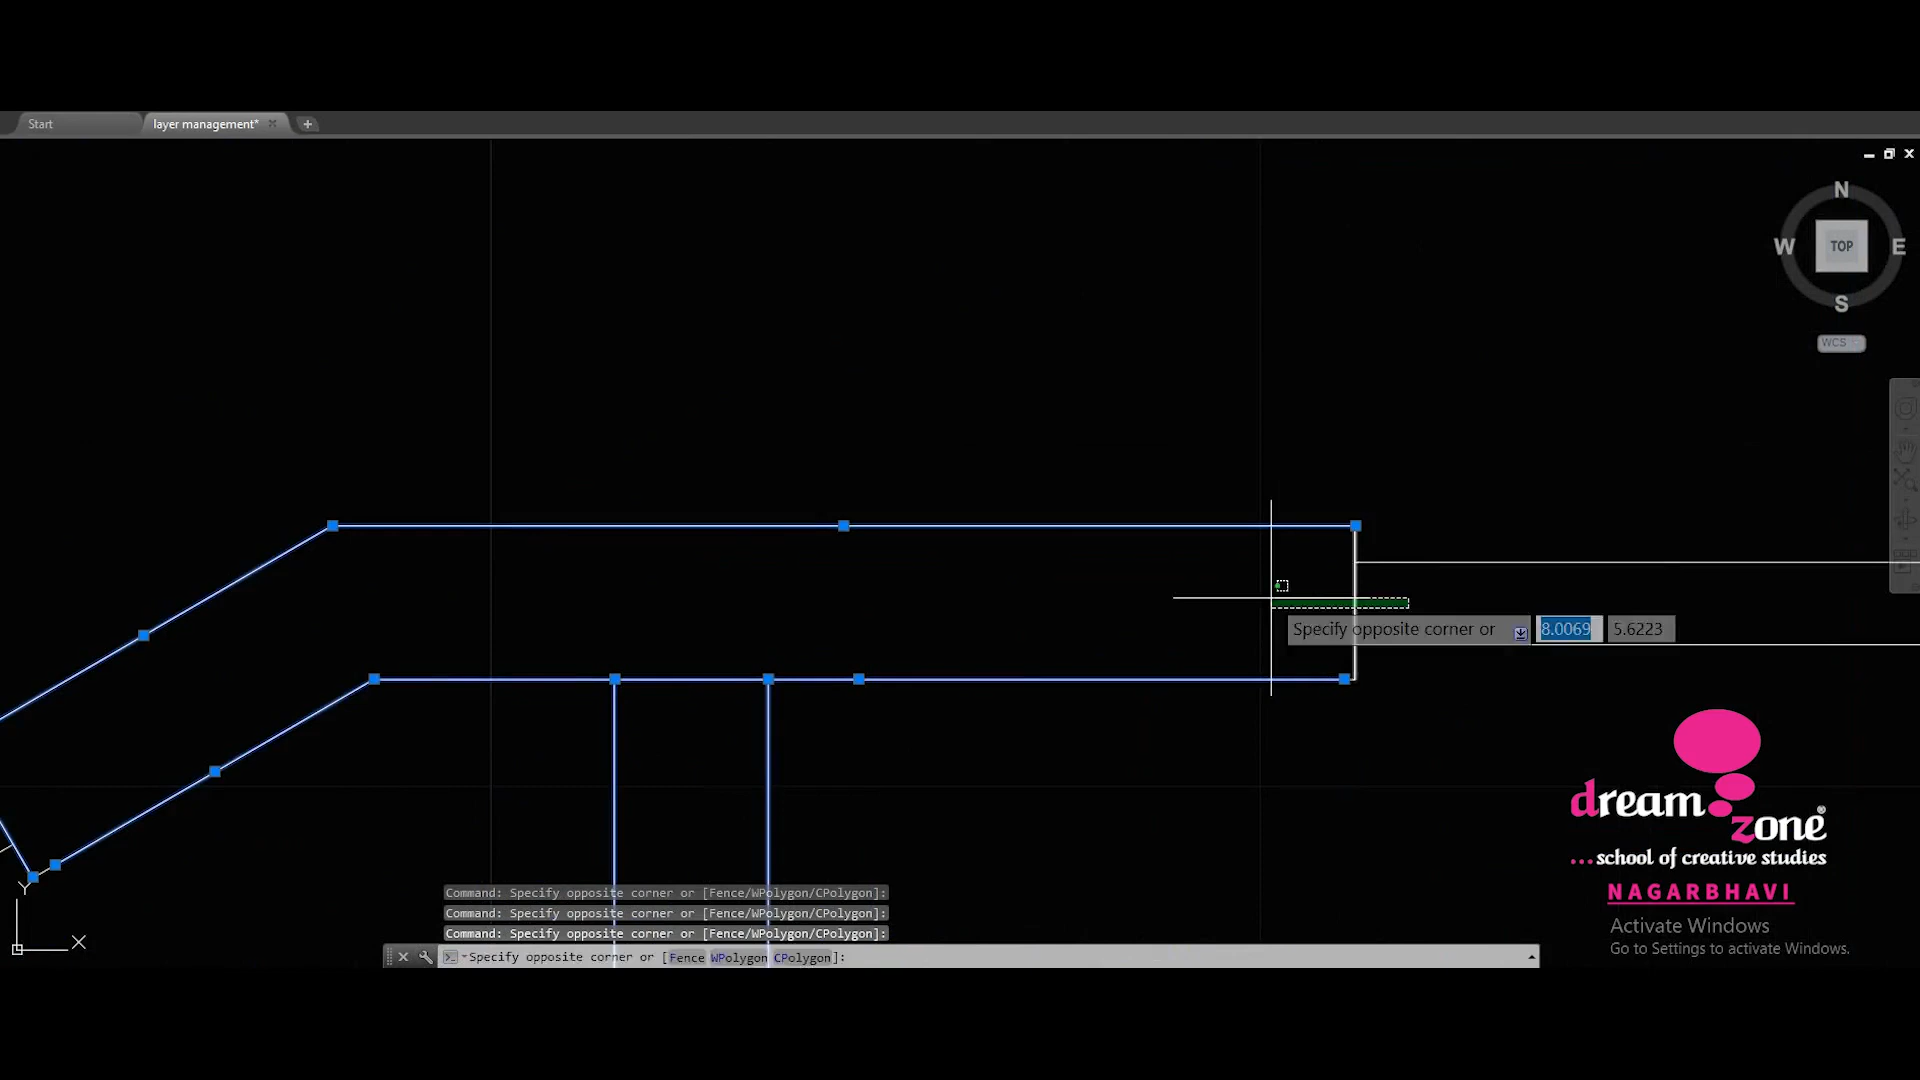 Start
layer management*
N
W
TOP
E
S
WCS
Specify opposite corner or
8.0069
5.6223
dream
zone®
...school of creative studies
NAGARBHAVI
Activate Windows
Go to Settings to activate Windows.
Y
X
Command: Specify opposite corner or [Fence/WPolygon/CPolygon]:
Command: Specify opposite corner or [Fence/WPolygon/CPolygon]:
Command: Specify opposite corner or [Fence/WPolygon/CPolygon]:
Specify opposite corner or [Fence WPolygon CPolygon]: